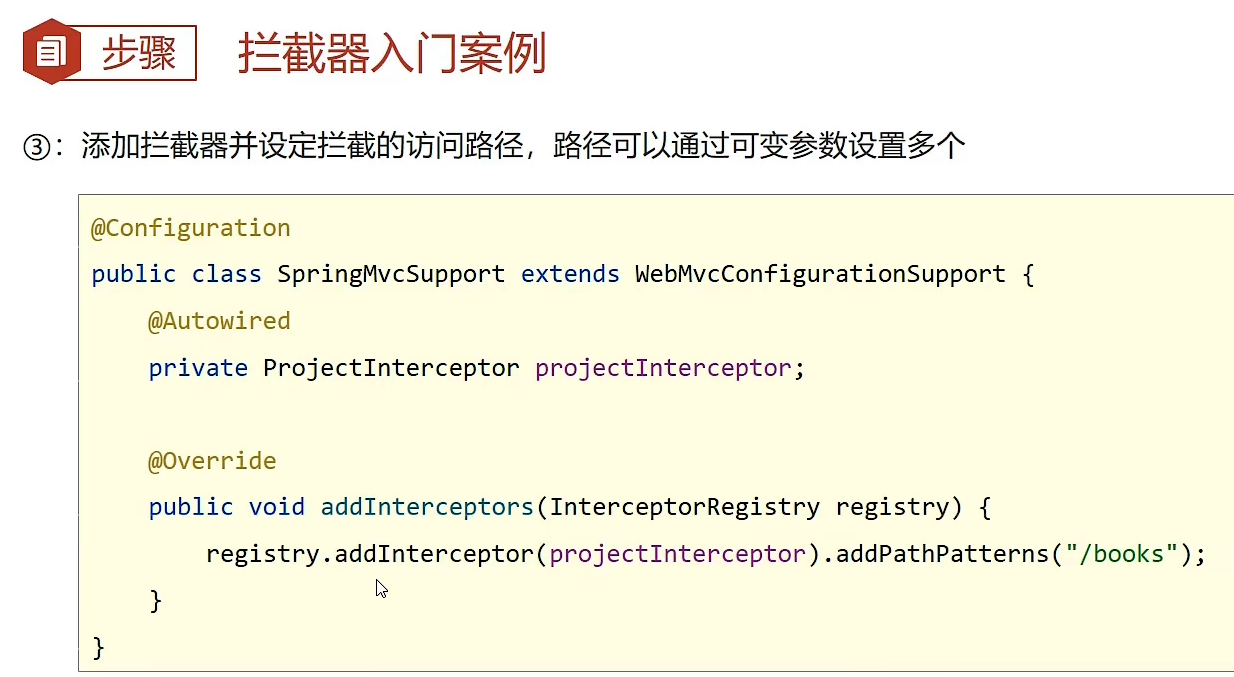 步骤 拦截器入门案例
③：添加拦截器并设定拦截的访问路径，路径可以通过可变参数设置多个
@Configuration
public class SpringMvcSupport extends WebMvcConfigurationSupport {
    @Autowired
    private ProjectInterceptor projectInterceptor;

    @Override
    public void addInterceptors(InterceptorRegistry registry) {
        registry.addInterceptor(projectInterceptor).addPathPatterns("/books");
    }
}